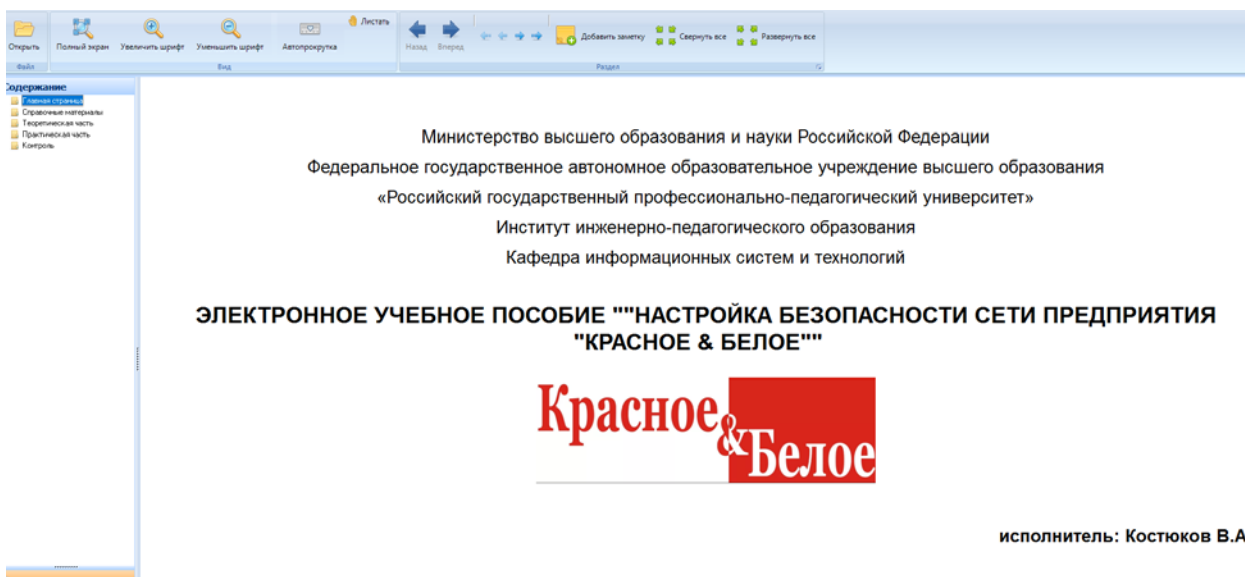 Листать
Открыть
Полный экран
Увеличить шрифт
Уменьшить шрифт
Автопрокрутка
Назад
Вперед
Добавить заметку
Свернуть все
Развернуть все
Файл
Вид
Раздел
Содержание
Главная страница
Справочные материалы
Теоретическая часть
Практическая часть
Контроль
Министерство высшего образования и науки Российской Федерации
Федеральное государственное автономное образовательное учреждение высшего образования
«Российский государственный профессионально-педагогический университет»
Институт инженерно-педагогического образования
Кафедра информационных систем и технологий
ЭЛЕКТРОННОЕ УЧЕБНОЕ ПОСОБИЕ ""НАСТРОЙКА БЕЗОПАСНОСТИ СЕТИ ПРЕДПРИЯТИЯ
"КРАСНОЕ & БЕЛОЕ""
Красное
&Белое
исполнитель: Костюков В.А